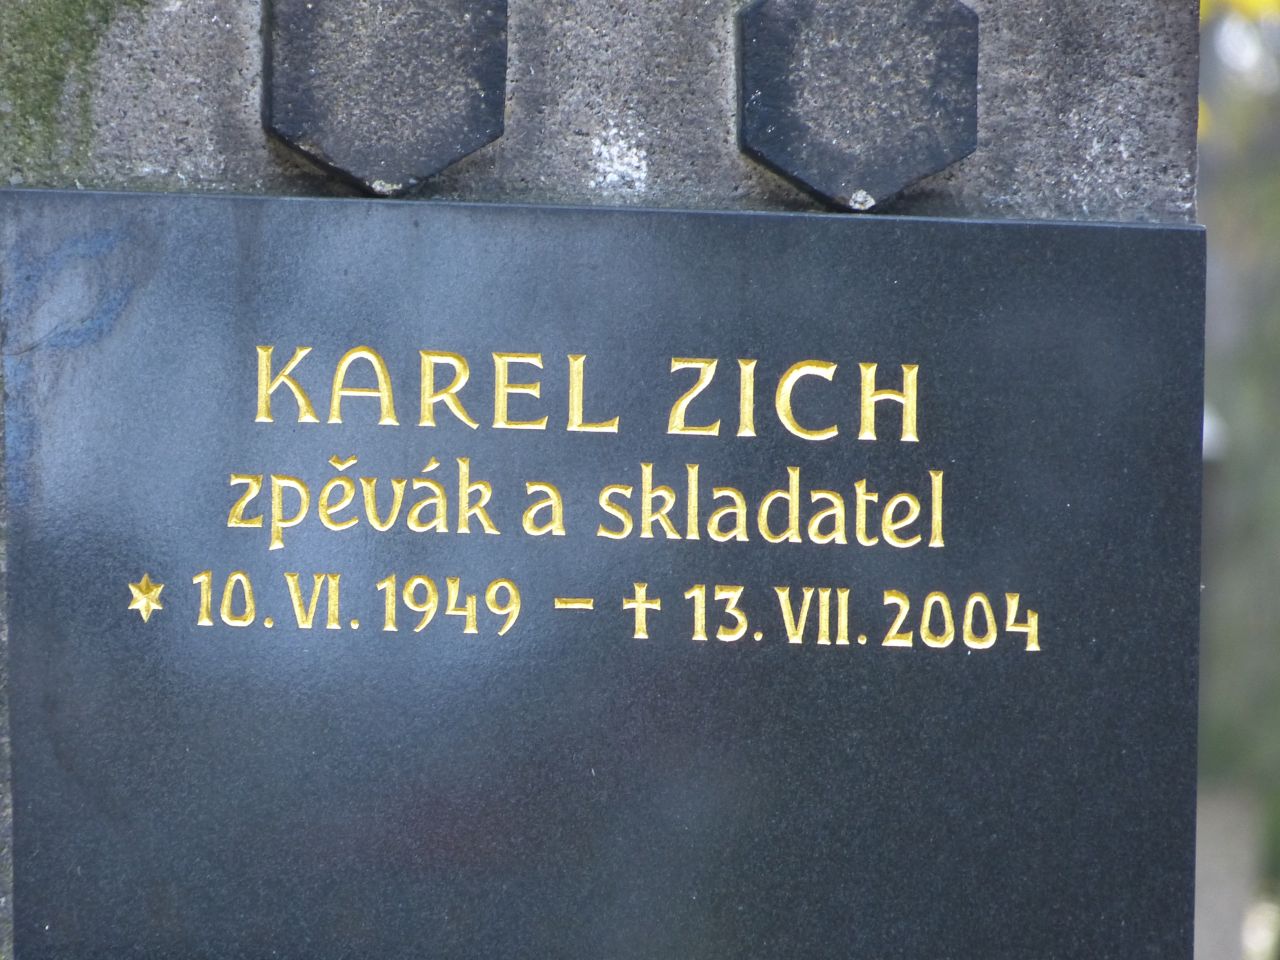 KAREL ZICH
zpěvák a skladatel
* 10. VI. 1949 – † 13. VII. 2004